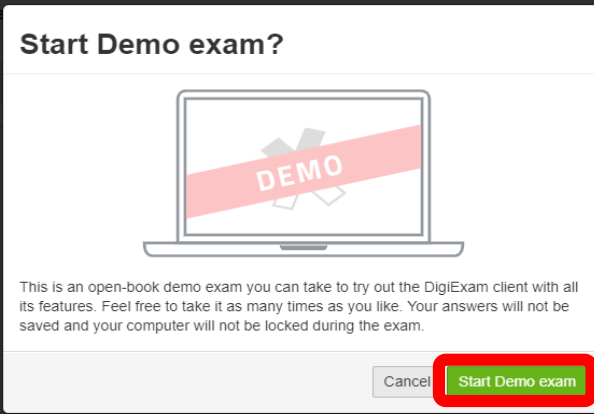 Start Demo exam?
DEMO
This is an open-book demo exam you can take to try out the DigiExam client with all
its features. Feel free to take it as many times as you like. Your answers will not be
saved and your computer will not be locked during the exam.
Cancel Start Demo exam